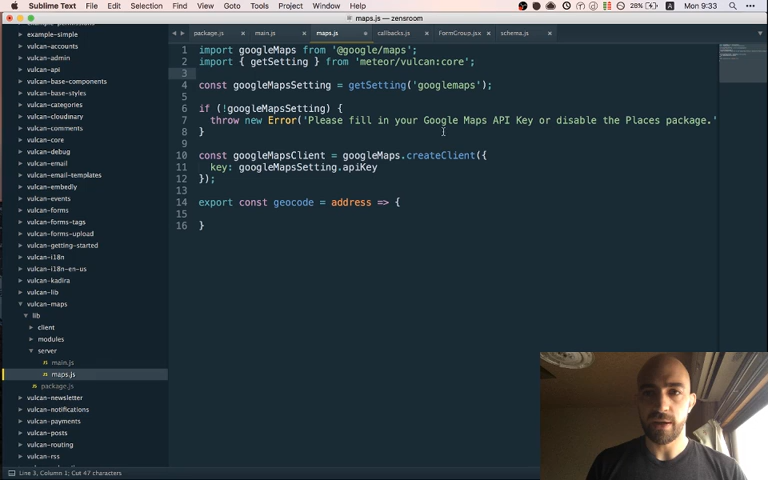 Sublime Text File Edit Selection Find View Goto Tools Project Window Help
28% Mon 9:33
maps.js — zensroom
package.js main.js maps.js callbacks.js FormGroup.jsx schema.js
example-simple
vulcan-accounts
vulcan-admin
vulcan-api
vulcan-base-components
vulcan-base-styles
vulcan-categories
vulcan-cloudinary
vulcan-comments
vulcan-core
vulcan-debug
vulcan-email
vulcan-email-templates
vulcan-embedly
vulcan-events
vulcan-forms
vulcan-forms-tags
vulcan-forms-upload
vulcan-getting-started
vulcan-i18n
vulcan-i18n-en-us
vulcan-kadira
vulcan-lib
vulcan-maps
lib
client
modules
server
main.js
maps.js
package.js
vulcan-newsletter
vulcan-notifications
vulcan-payments
vulcan-posts
vulcan-routing
vulcan-rss
1 import googleMaps from '@google/maps';
2 import { getSetting } from 'meteor/vulcan:core';
3
4 const googleMapsSetting = getSetting('googlemaps');
5
6 if (!googleMapsSetting) {
7 throw new Error('Please fill in your Google Maps API Key or disable the Places package.'
8 }
9
10 const googleMapsClient = googleMaps.createClient({
11 key: googleMapsSetting.apiKey
12 });
13
14 export const geocode = address => {
15
16 }
Line 3, Column 1; Cut 47 characters